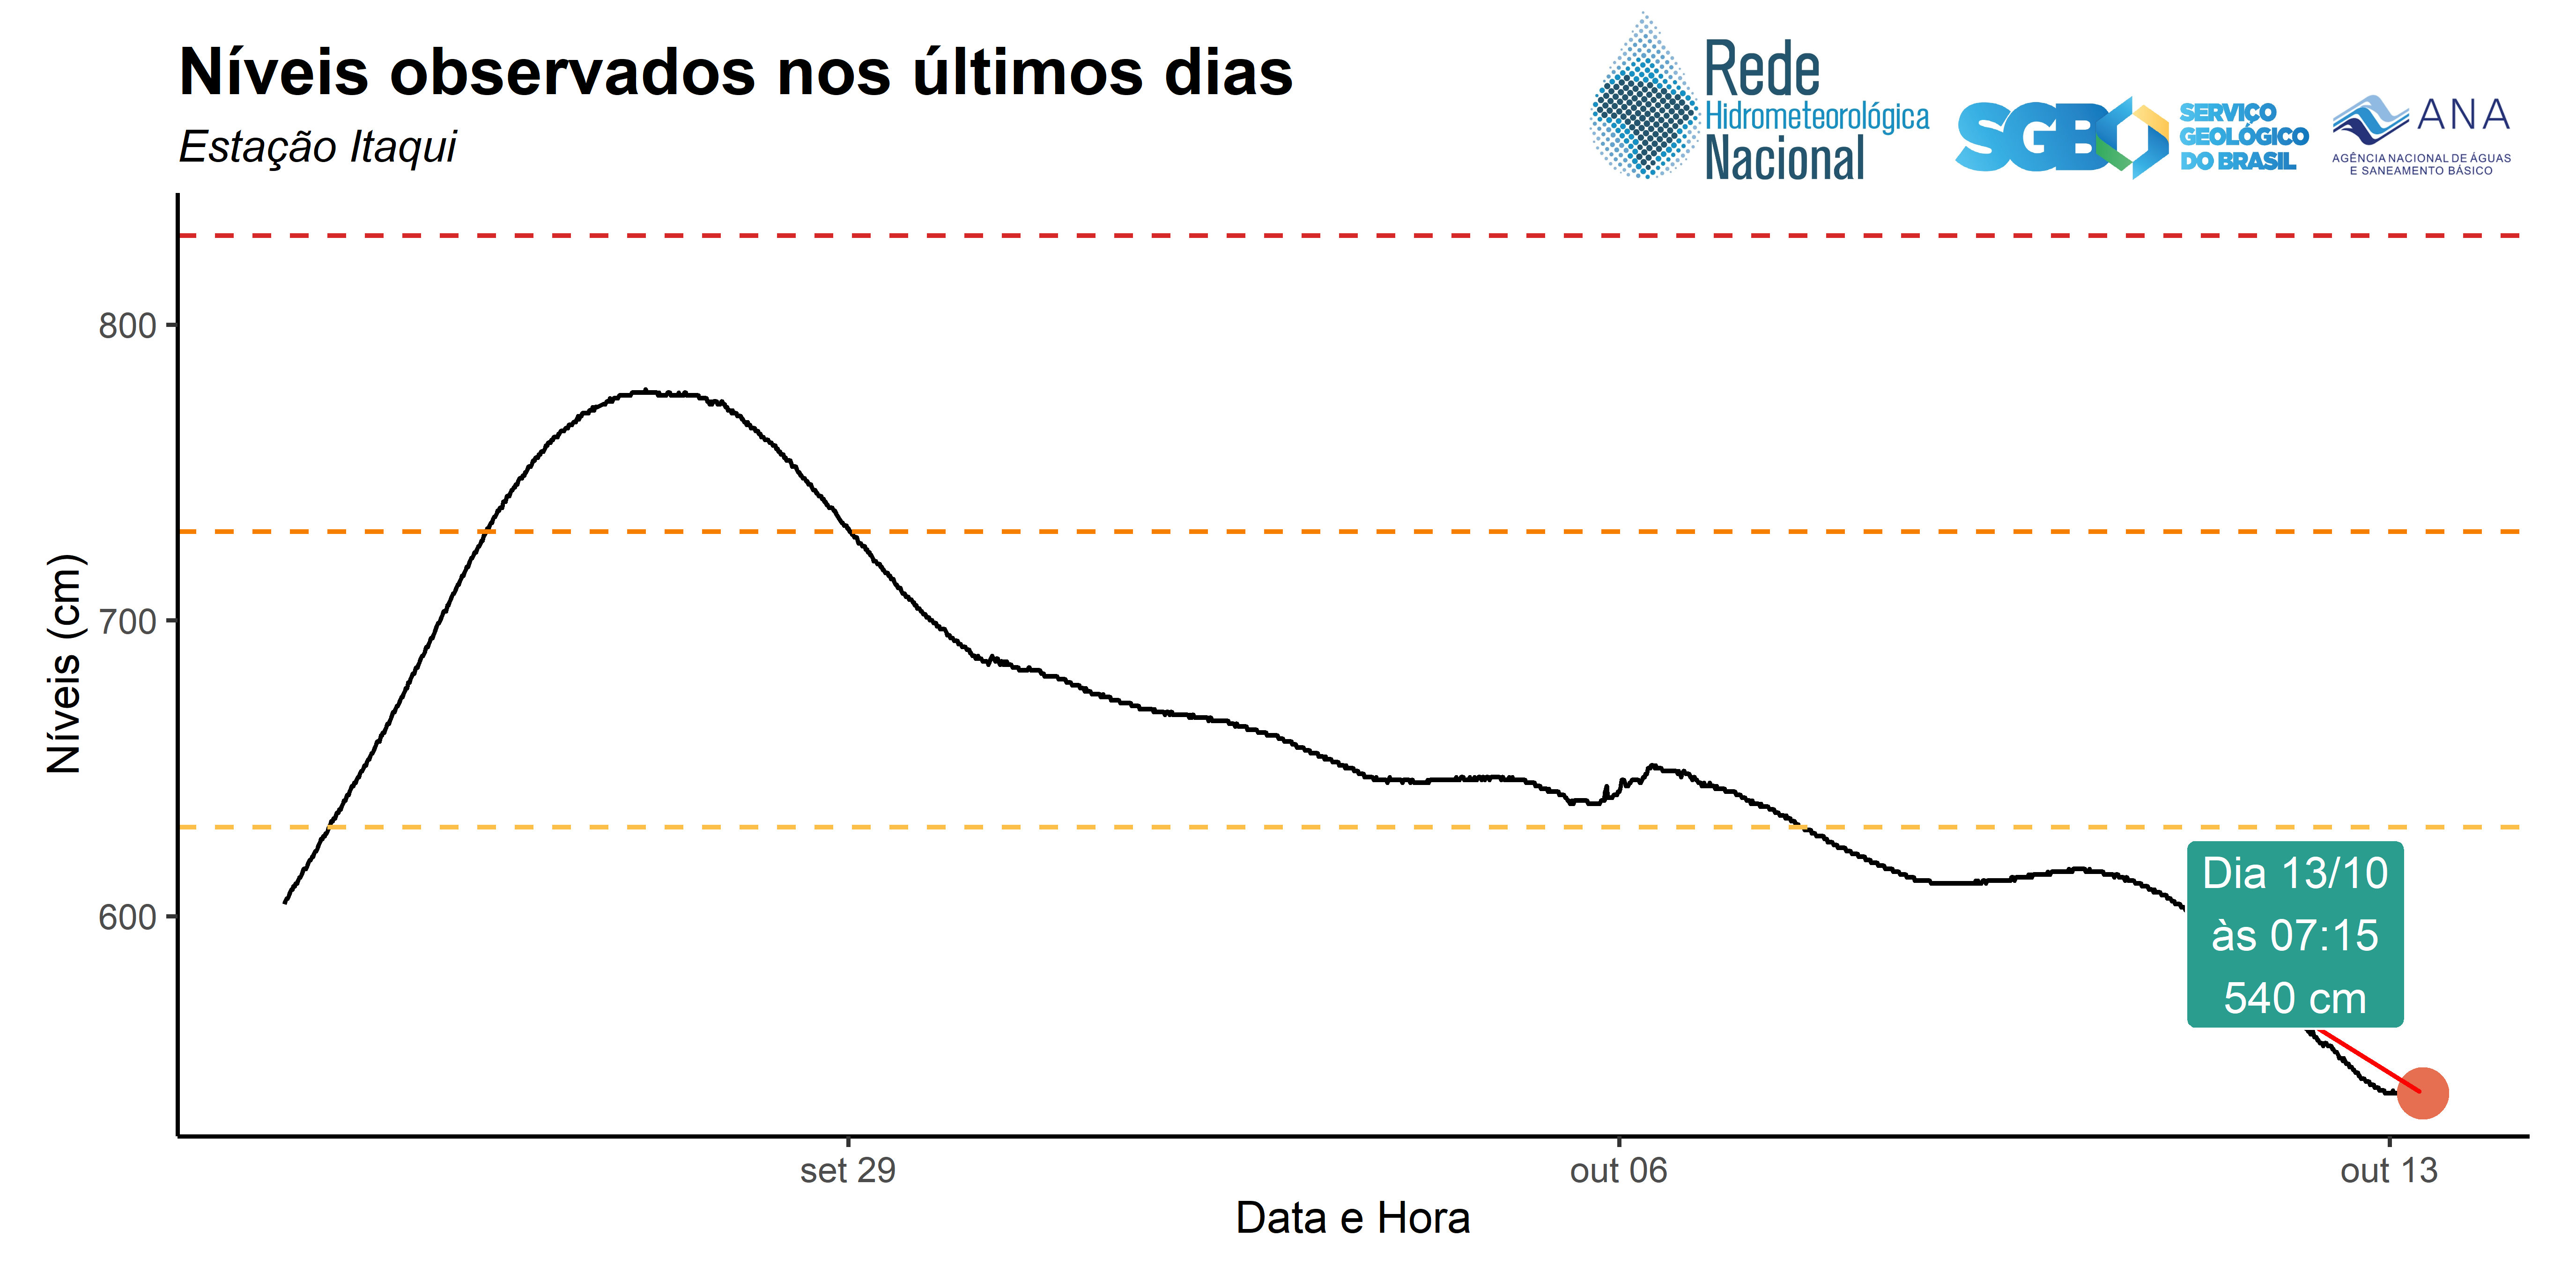 Níveis observados nos últimos dias
Estação Itaqui
Rede
Hidrometeorológica
Nacional
SGB
SERVIÇO
GEOLÓGICO
DO BRASIL
ANA
AGÊNCIA NACIONAL DE ÁGUAS
E SANEAMENTO BÁSICO
Níveis (cm)
800
700
600
Dia 13/10
às 07:15
540 cm
set 29
out 06
out 13
Data e Hora